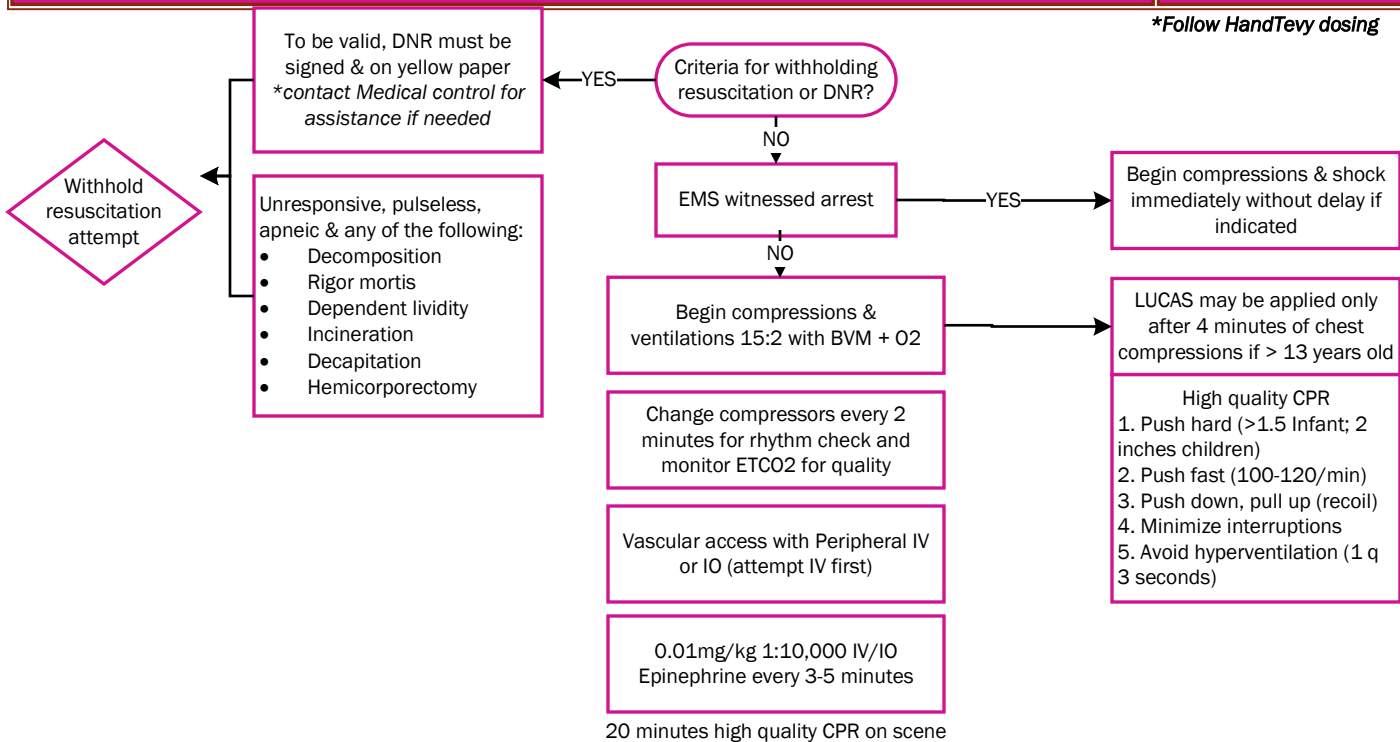 *Follow HandTevy dosing
To be valid, DNR must be
signed & on yellow paper
*contact Medical control for
assistance if needed
YES
Criteria for withholding
resuscitation or DNR?
NO
Withhold
resuscitation
attempt
Unresponsive, pulseless,
apneic & any of the following:
• Decomposition
• Rigor mortis
• Dependent lividity
• Incineration
• Decapitation
• Hemicorporectomy
EMS witnessed arrest
YES
Begin compressions & shock
immediately without delay if
indicated
NO
Begin compressions &
ventilations 15:2 with BVM + O2
LUCAS may be applied only
after 4 minutes of chest
compressions if > 13 years old
Change compressors every 2
minutes for rhythm check and
monitor ETCO2 for quality
High quality CPR
1. Push hard (>1.5 Infant; 2
inches children)
2. Push fast (100-120/min)
3. Push down, pull up (recoil)
4. Minimize interruptions
5. Avoid hyperventilation (1 q
3 seconds)
Vascular access with Peripheral IV
or IO (attempt IV first)
0.01mg/kg 1:10,000 IV/IO
Epinephrine every 3-5 minutes
20 minutes high quality CPR on scene